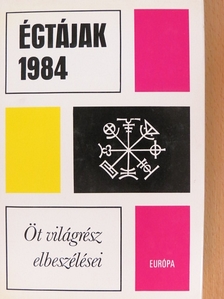 ÉGTÁJAK
1984
Öt világrész
elbeszélései
EURÓPA